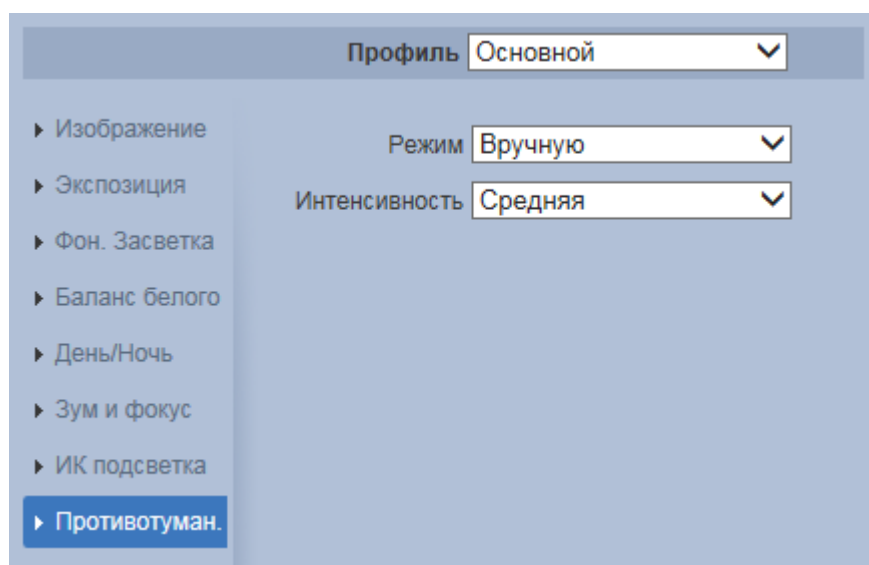 Профиль Основной
Изображение
Режим Вручную
Экспозиция
Интенсивность Средняя
Фон. Засветка
Баланс белого
День/Ночь
Зум и фокус
ИК подсветка
Противотуман.